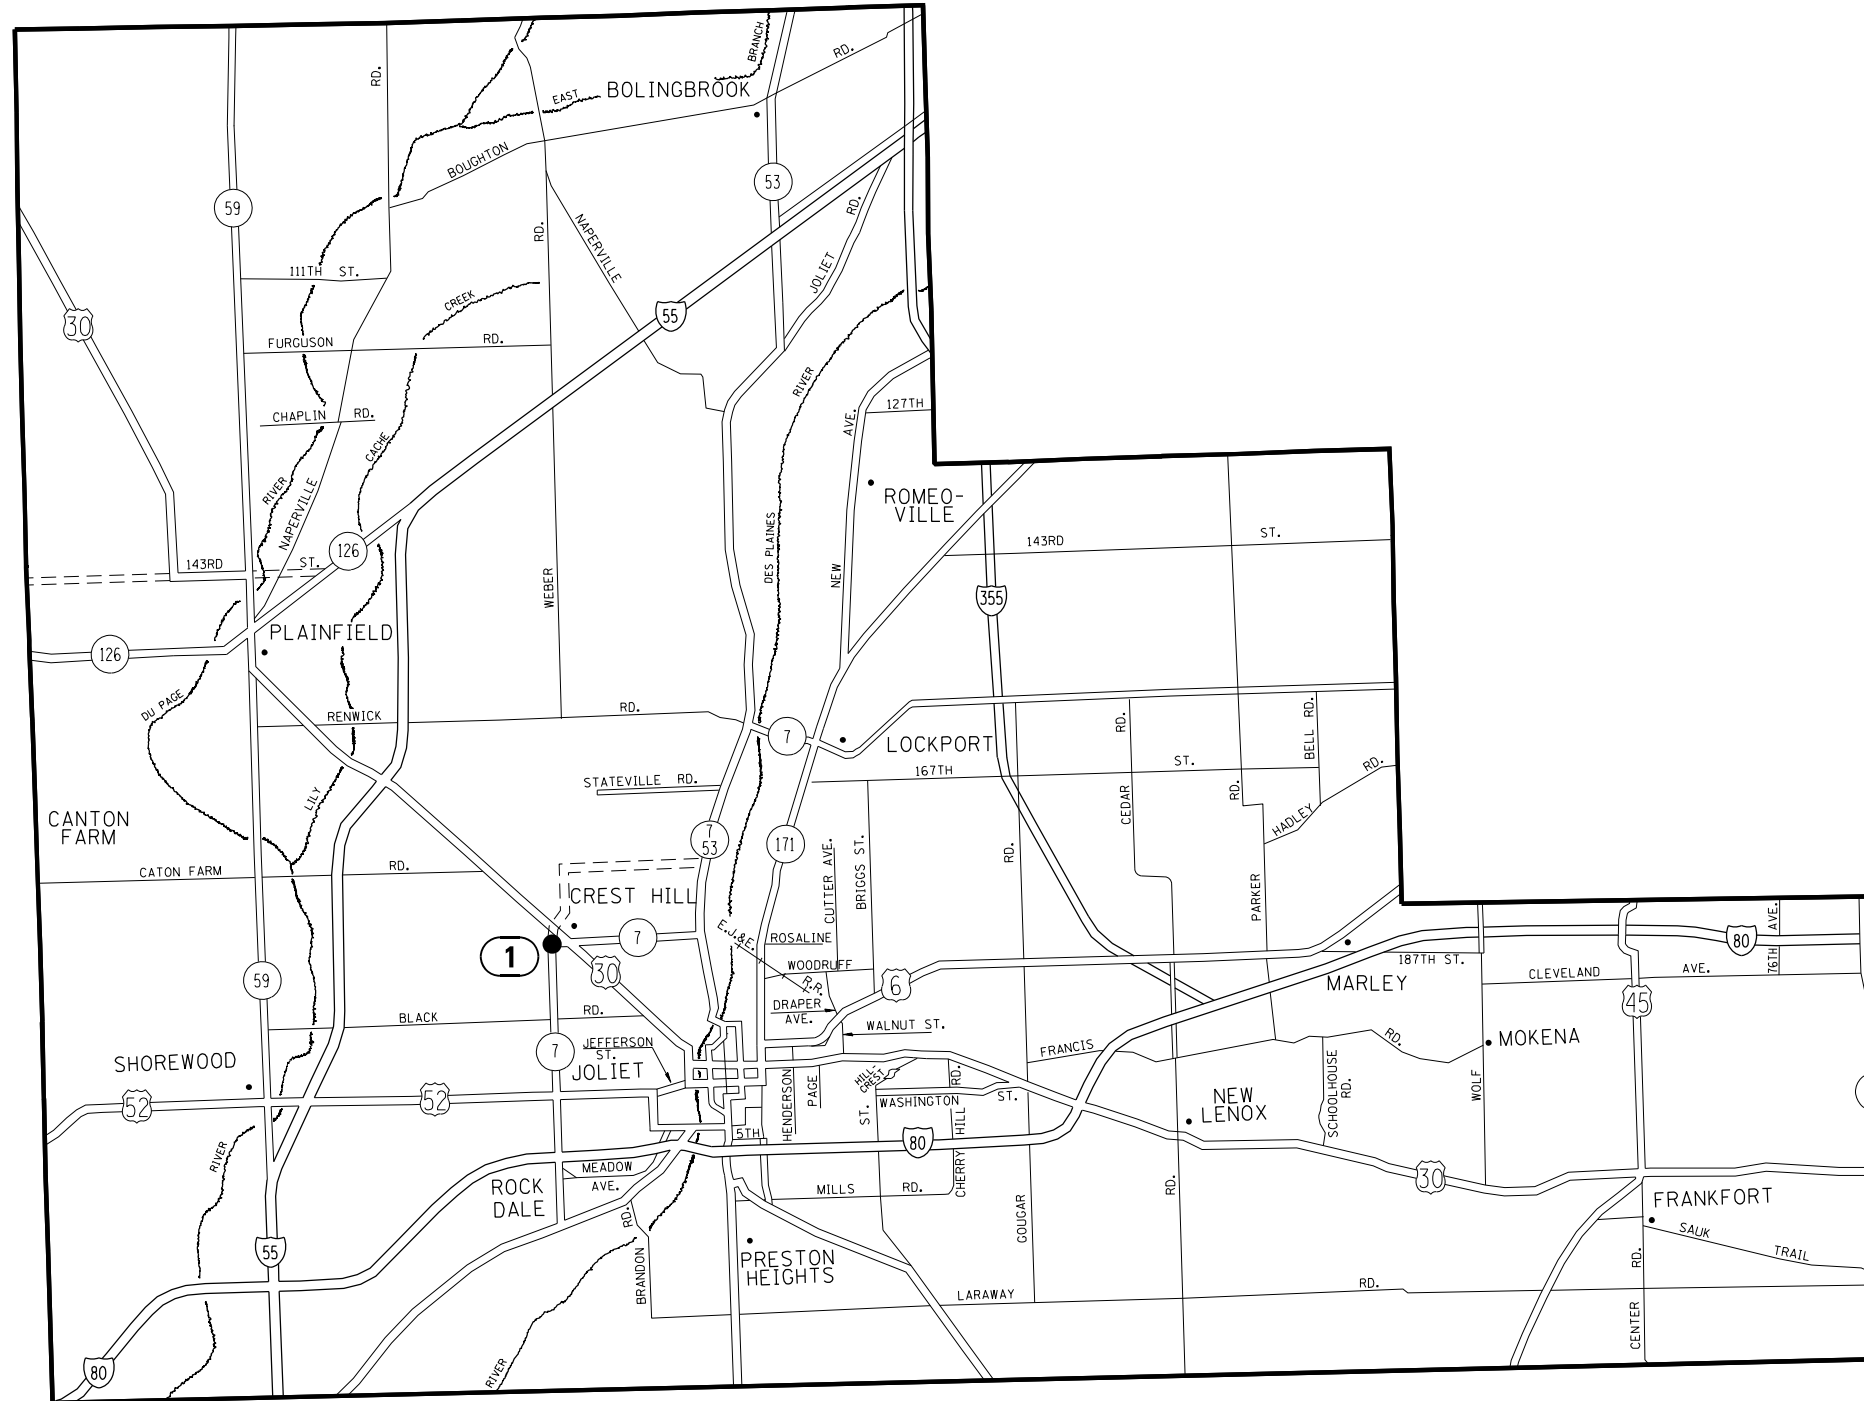 BRANCH
RD.
RD.
BOLINGBROOK
EAST
BOUGHTON
53
59
RD.
RD.
NAPERVILLE
JOLIET
111TH ST.
CREEK
30
55
FURGUSON RD.
RIVER
127TH
AVE.
CHAPLIN RD.
CACHE
RIVER
NAPERVILLE
ROMEO-
VILLE
DES PLAINES
143RD ST.
126
143RD ST.
NEW
WEBER
355
PLAINFIELD
126
DU PAGE
RENWICK RD.
7
LOCKPORT
RD.
BELL RD.
167TH ST.
RD.
STATEVILLE RD.
RD.
LILY
CEDAR
HADLEY
CANTON
FARM
7
53
171
CUTTER AVE.
BRIGGS ST.
RD.
CATON FARM RD.
PARKER
CREST HILL
E.J.&E.
R.R.
7
ROSALINE
1
30
WOODRUFF
6
187TH ST.
80
76TH AVE.
CLEVELAND AVE.
MARLEY
59
DRAPER
AVE.
45
BLACK RD.
WALNUT ST.
JEFFERSON
ST.
7
JOLIET
FRANCIS RD.
MOKENA
SHOREWOOD
HILL-
CREST
HENDERSON
PAGE
RD.
WASHINGTON ST.
SCHOOLHOUSE
RD.
WOLF
52
52
NEW
LENOX
ST.
CHERRY HILL
5TH
80
RIVER
MEADOW
AVE.
ROCK
DALE
MILLS RD.
RD.
30
FRANKFORT
RD.
GOUGAR
SAUK TRAIL
55
PRESTON
HEIGHTS
BRANDON
LARAWAY RD.
RD.
CENTER
80
RIVER